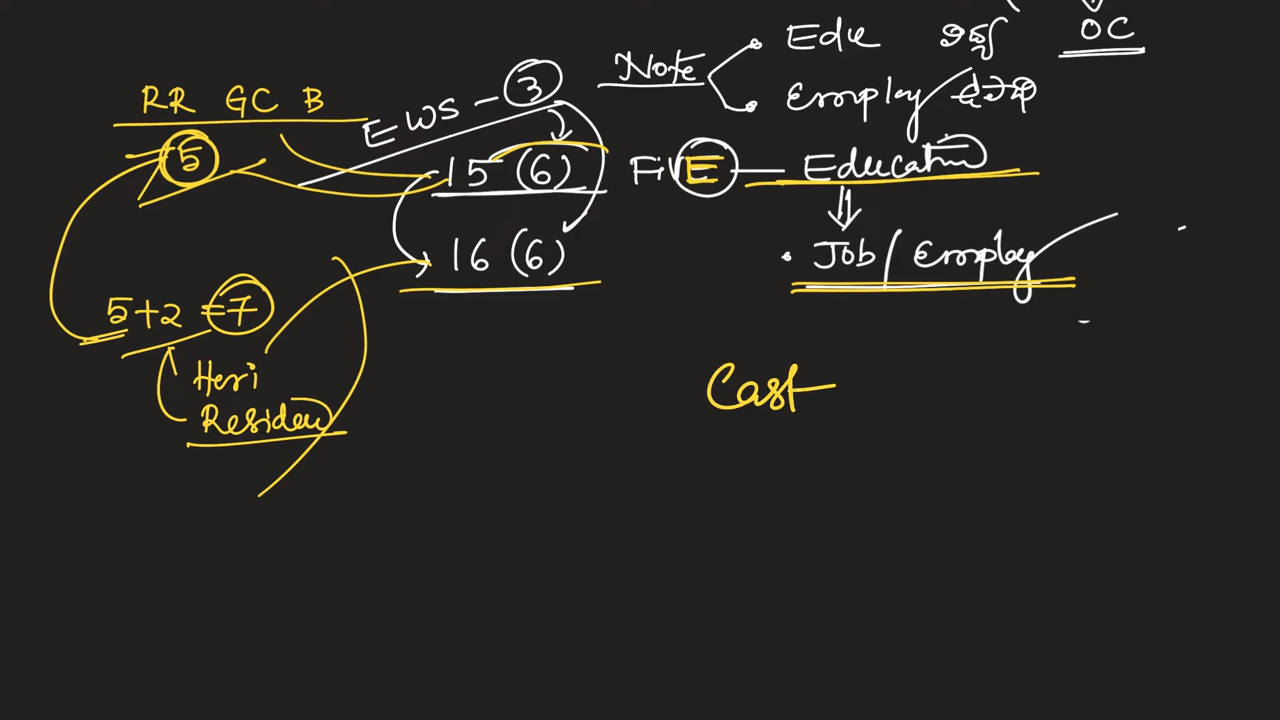 Edu ವಿದ್ಯ OC
Note
Employ
RR GC B
EWS - 3
5
15 (6) FIVE — Education
16 (6) • Job / Employ
5+2 = 7
Heri
Residen
Cast